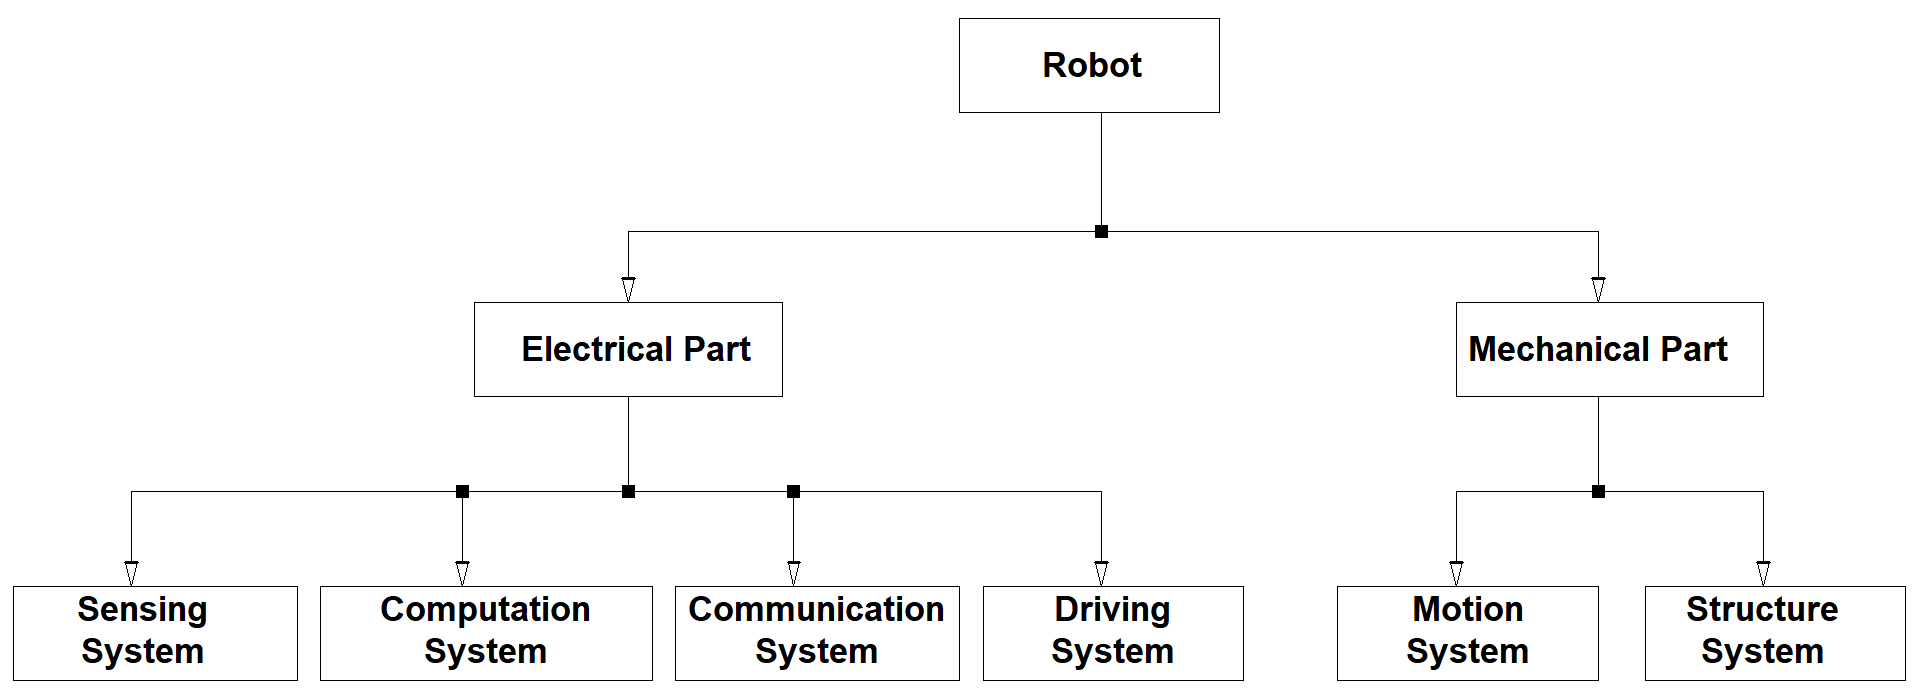 Robot
Electrical Part
Mechanical Part
Sensing
System
Computation
System
Communication
System
Driving
System
Motion
System
Structure
System